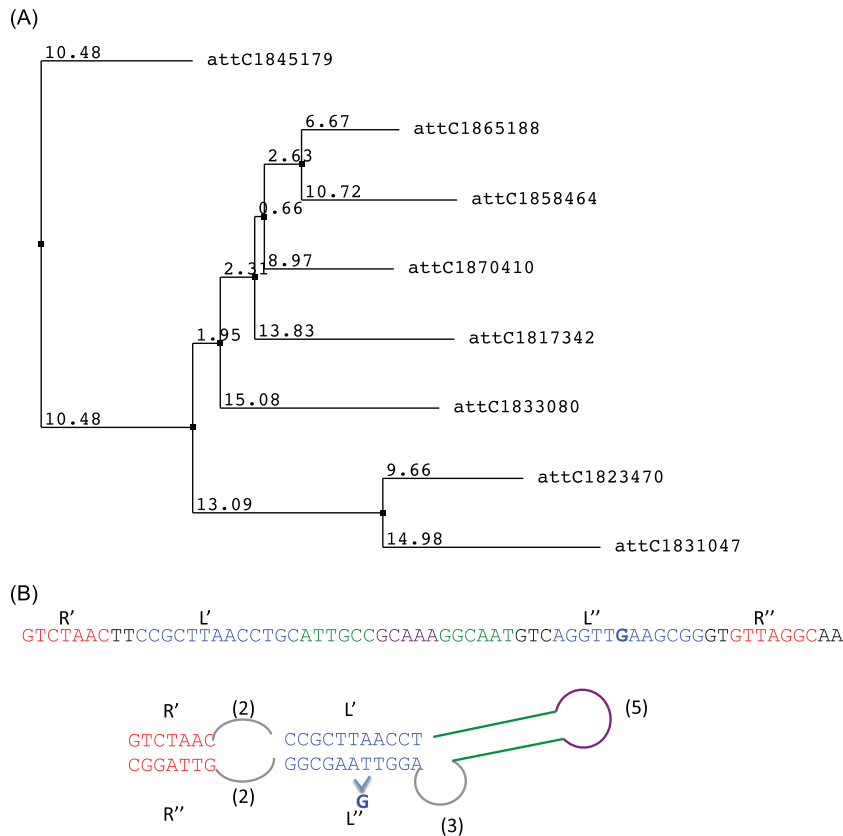 (A)
10.48 attC1845179
6.67 attC1865188
2.63
10.72 attC1858464
0.66
8.97 attC1870410
2.31
13.83 attC1817342
1.95
15.08 attC1833080
10.48
9.66 attC1823470
13.09
14.98 attC1831047
(B)
R' L' L'' R''
GTCTAACTTCCGCTTAACCTGCATTGCCGCAAAGGCAATGTCAGGTTGAAGCGGGTGTTAGGCAA
R' (2) L' (5)
GTCTAAC CCGCTTAACCT
CGGATTG GGCGAATTGGA
(2) G
R'' L'' (3)